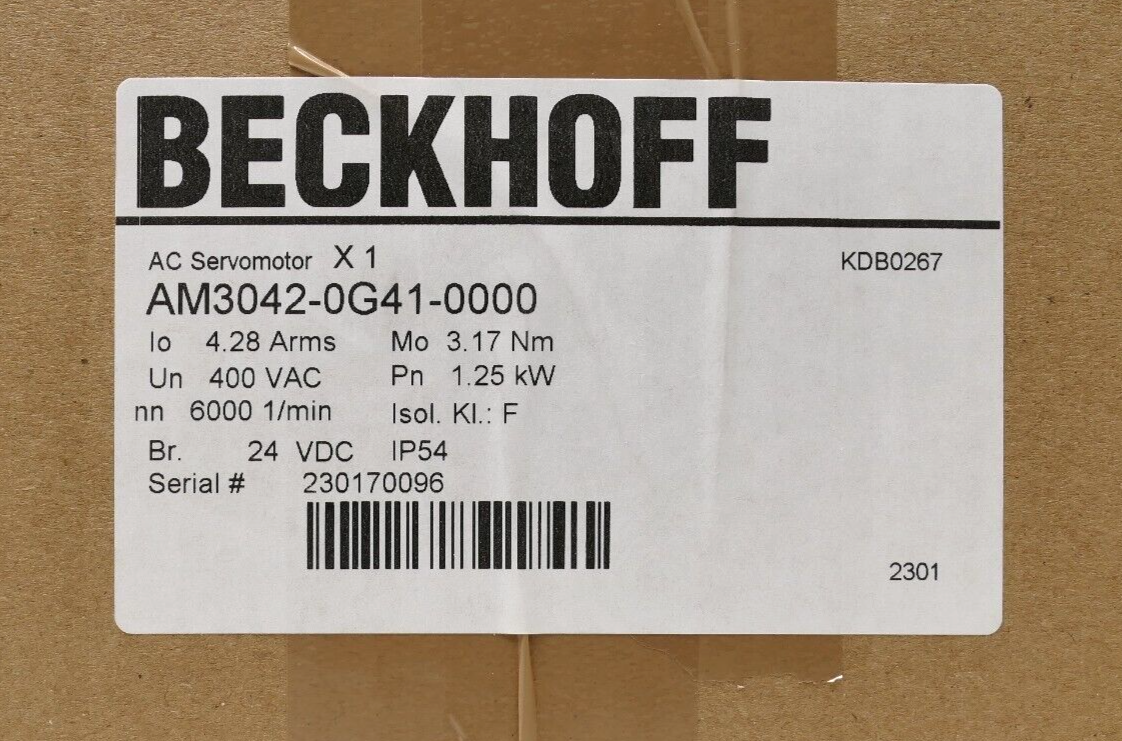 BECKHOFF
AC Servomotor X 1 KDB0267
AM3042-0G41-0000
Io 4.28 Arms Mo 3.17 Nm
Un 400 VAC Pn 1.25 kW
nn 6000 1/min Isol. Kl.: F
Br. 24 VDC IP54
Serial # 230170096
2301